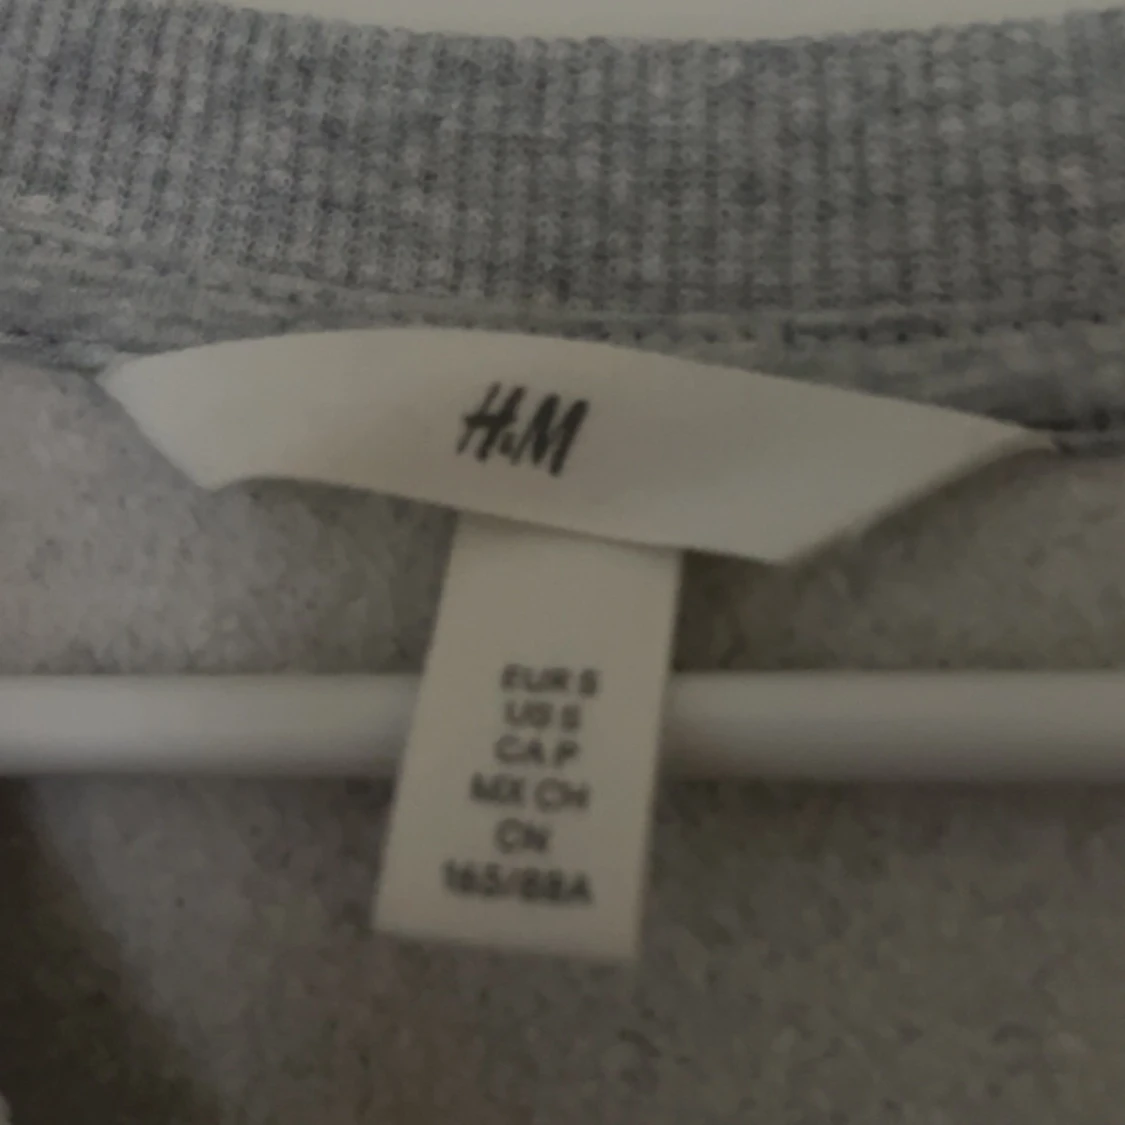 H&M
EUR S
US S
CA P
MX CH
CN
165/88A